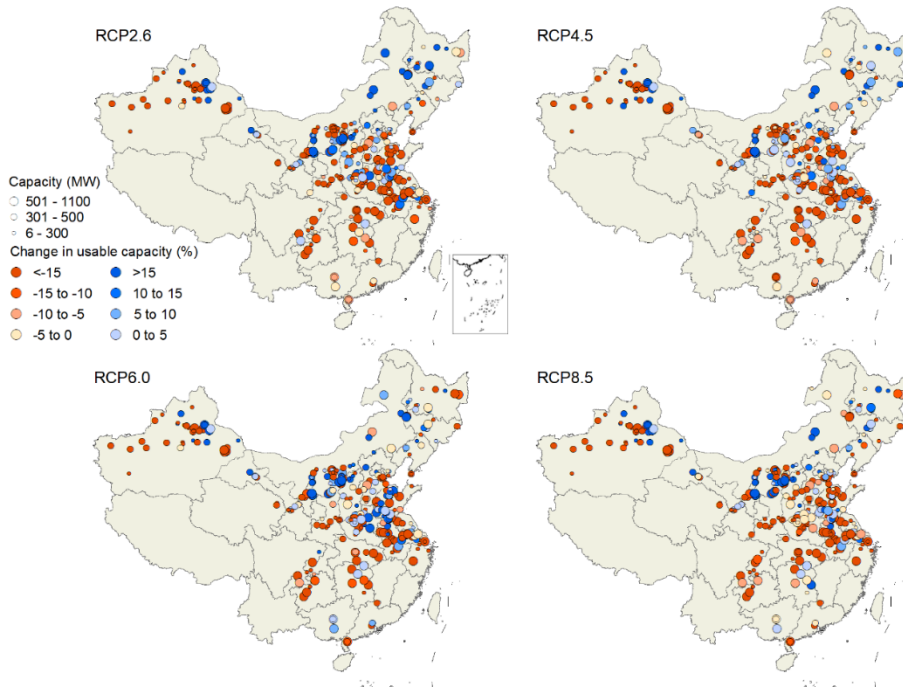 RCP2.6
RCP4.5
Capacity (MW)
501 - 1100
301 - 500
6 - 300
Change in usable capacity (%)
<-15
>15
-15 to -10
10 to 15
-10 to -5
5 to 10
-5 to 0
0 to 5
RCP6.0
RCP8.5